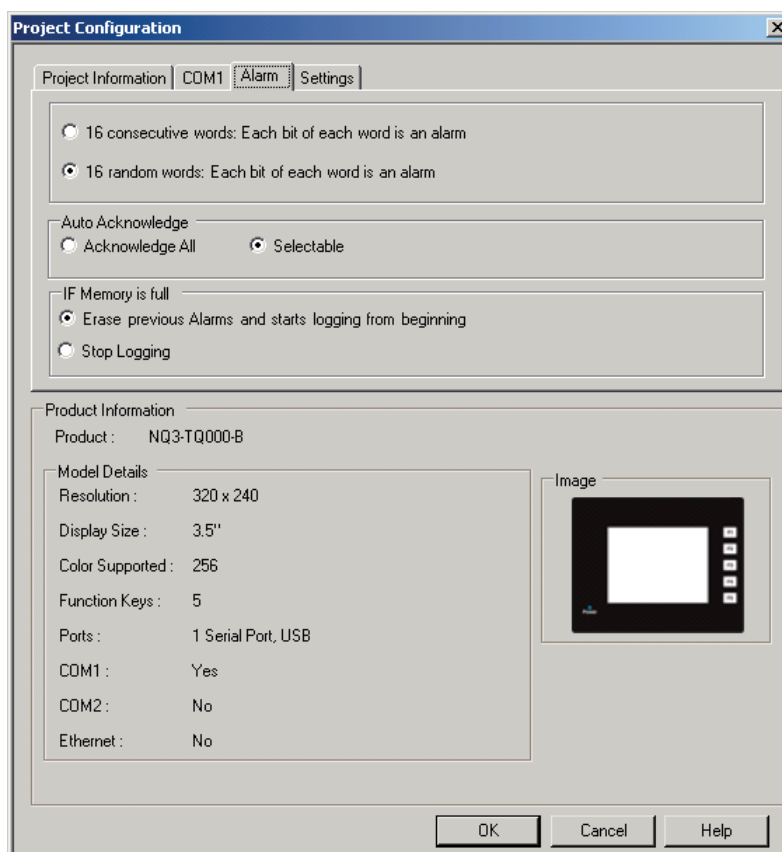 Project Configuration
Project Information COM1 Alarm Settings
16 consecutive words: Each bit of each word is an alarm
16 random words: Each bit of each word is an alarm
Auto Acknowledge
Acknowledge All Selectable
IF Memory is full
Erase previous Alarms and starts logging from beginning
Stop Logging
Product Information
Product : NQ3-TQ000-B
Model Details
Resolution : 320 x 240
Display Size : 3.5"
Color Supported : 256
Function Keys : 5
Ports : 1 Serial Port, USB
COM1 : Yes
COM2 : No
Ethernet : No
Image
OK Cancel Help